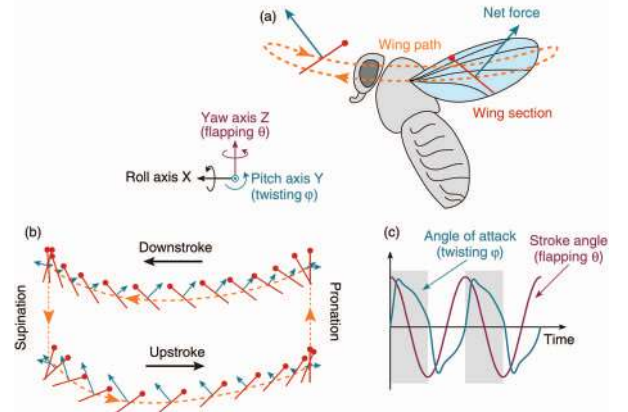 (a)
Net force
Wing path
Wing section
Yaw axis Z
(flapping θ)
Roll axis X
Pitch axis Y
(twisting φ)
(b)
Downstroke
Supination
Pronation
Upstroke
(c)
Angle of attack
(twisting φ)
Stroke angle
(flapping θ)
Time